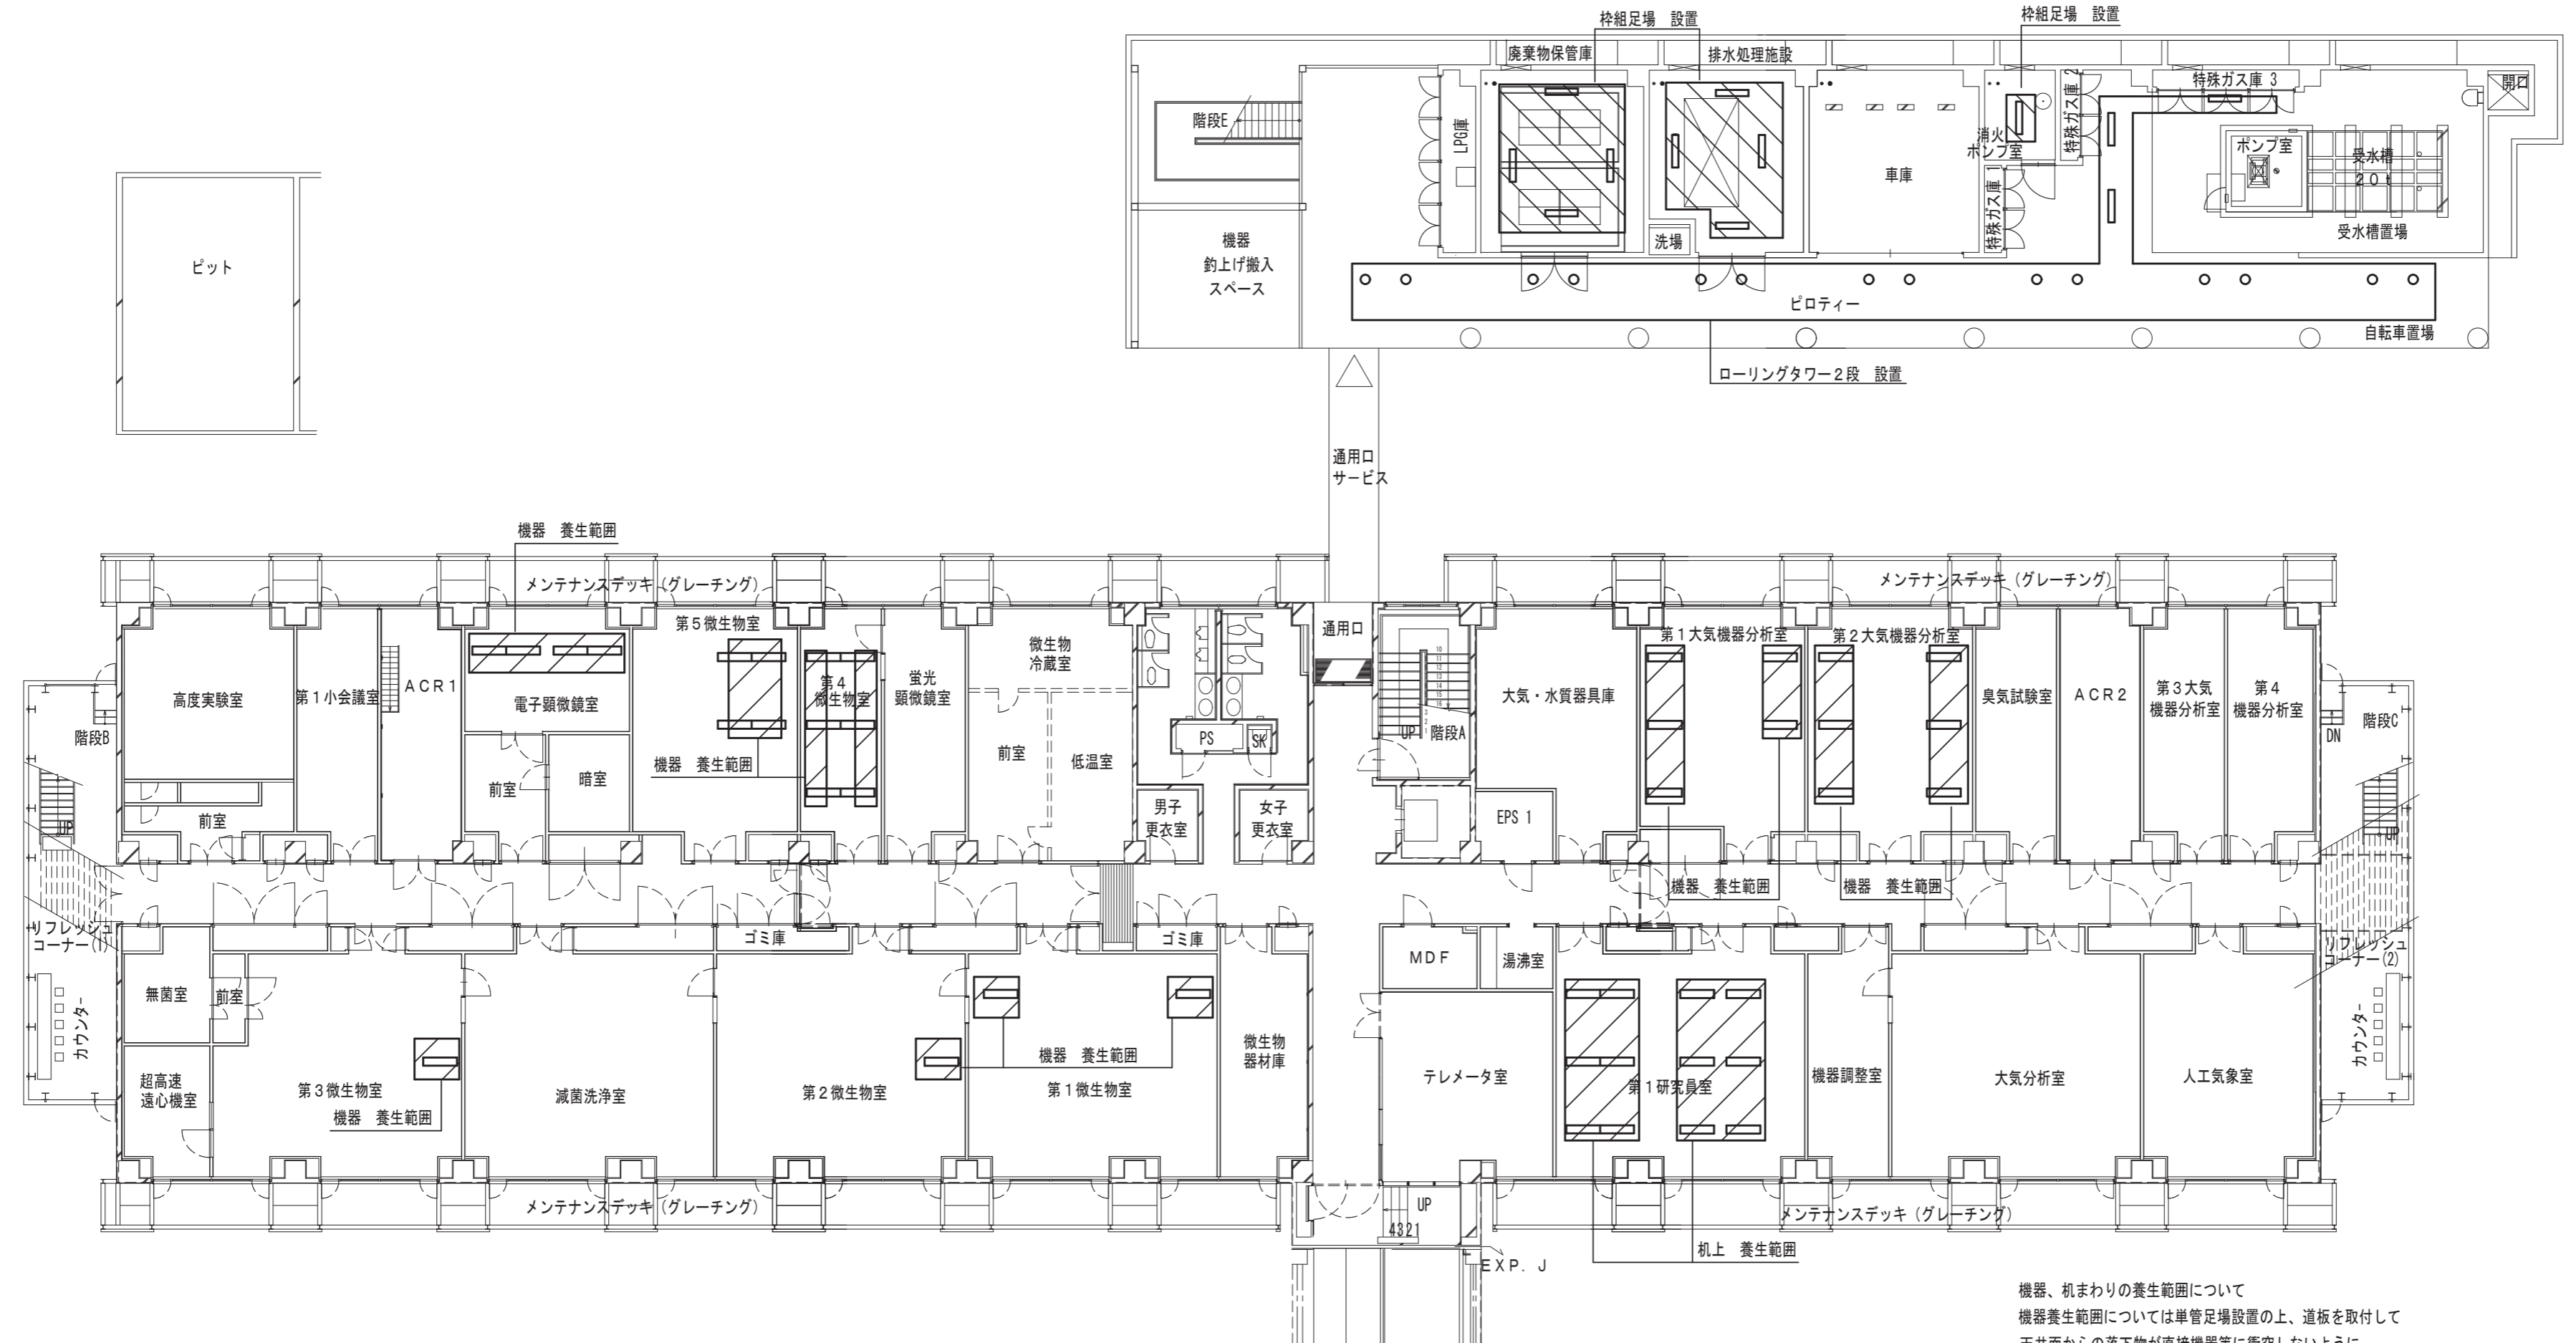 枠組足場　設置
枠組足場　設置
廃棄物保管庫
排水処理施設
特殊ガス庫 3
開口
特殊ガス庫 2
階段E
LPG庫
消火
ポンプ室
ポンプ室
受水槽
２０ｔ
車庫
特殊ガス庫 1
洗場
受水槽置場
機器
釣上げ搬入
スペース
ピット
ピロティー
自転車置場
ローリングタワー２段　設置
通用口
サービス
機器　養生範囲
メンテナンスデッキ（グレーチング）
メンテナンスデッキ（グレーチング）
高度実験室
第１小会議室
ＡＣＲ１
電子顕微鏡室
第５微生物室
第４
微生物室
蛍光
顕微鏡室
微生物
冷蔵室
通用口
大気・水質器具庫
第１大気機器分析室
第２大気機器分析室
臭気試験室
ＡＣＲ２
第３大気
機器分析室
第４
機器分析室
階段B
階段C
DN
UP
階段A
PS
SK
機器　養生範囲
前室
暗室
前室
低温室
前室
男子
更衣室
女子
更衣室
EPS 1
UP
UP
機器　養生範囲
機器　養生範囲
リフレッシュ
コーナー(1)
リフレッシュ
コーナー(2)
ゴミ庫
ゴミ庫
ＭＤＦ
湯沸室
無菌室
前室
カウンター
カウンター
超高速
遠心機室
第３微生物室
機器　養生範囲
滅菌洗浄室
第２微生物室
機器　養生範囲
第１微生物室
微生物
器材庫
テレメータ室
第１研究員室
機器調整室
大気分析室
人工気象室
メンテナンスデッキ（グレーチング）
メンテナンスデッキ（グレーチング）
UP
4321
ＥＸＰ．Ｊ
机上　養生範囲
機器、机まわりの養生範囲について
機器養生範囲については単管足場設置の上、道板を取付して
天井面からの落下物が直接機器等に衝突しないように